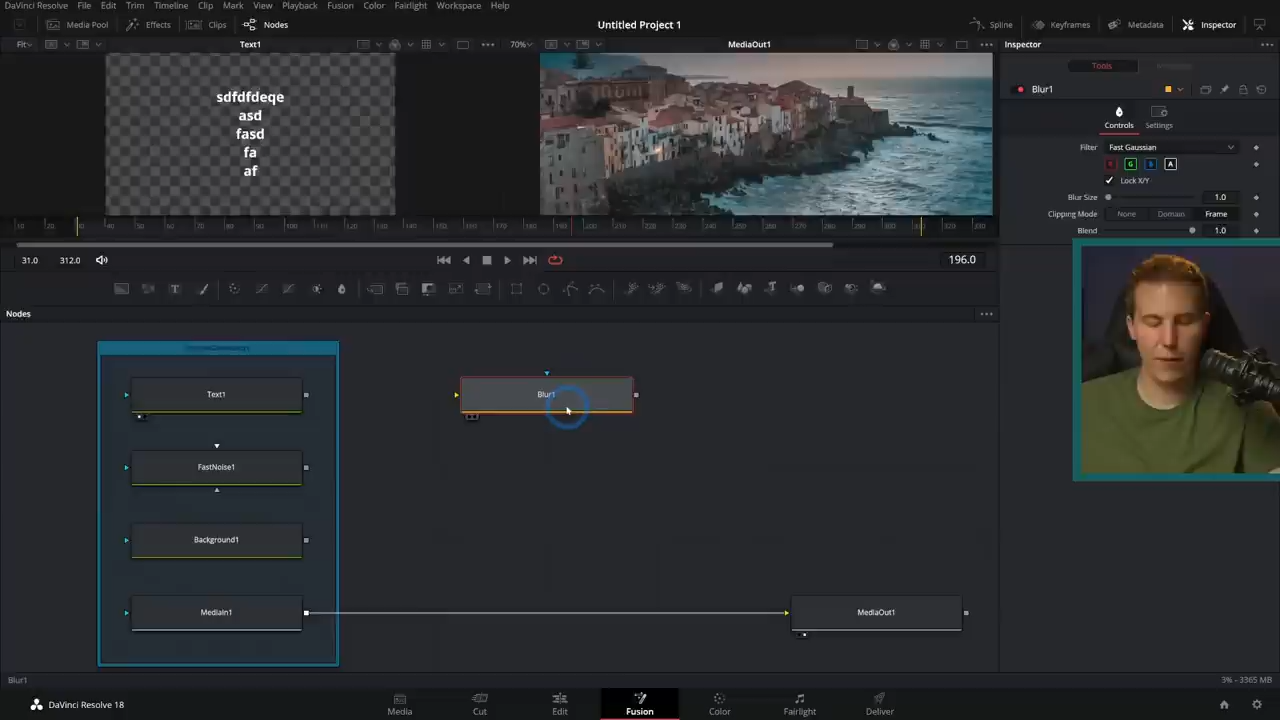 DaVinci Resolve File Edit Trim Timeline Clip Mark View Playback Fusion Color Fairlight Workspace Help
Media Pool Effects Clips Nodes Untitled Project 1 Spline Keyframes Metadata Inspector
Fit Text1 70% MediaOut1 Inspector
Tools
Blur1
Controls Settings
Filter Fast Gaussian
G B A
Lock X/Y
Blur Size 1.0
Clipping Mode None Domain Frame
Blend 1.0
sdfdfdeqe
asd
fasd
fa
af
31.0 312.0 196.0
Nodes
Text1
Blur1
FastNoise1
Background1
MediaIn1
MediaOut1
Blur1 3% - 3365 MB
DaVinci Resolve 18 Media Cut Edit Fusion Color Fairlight Deliver